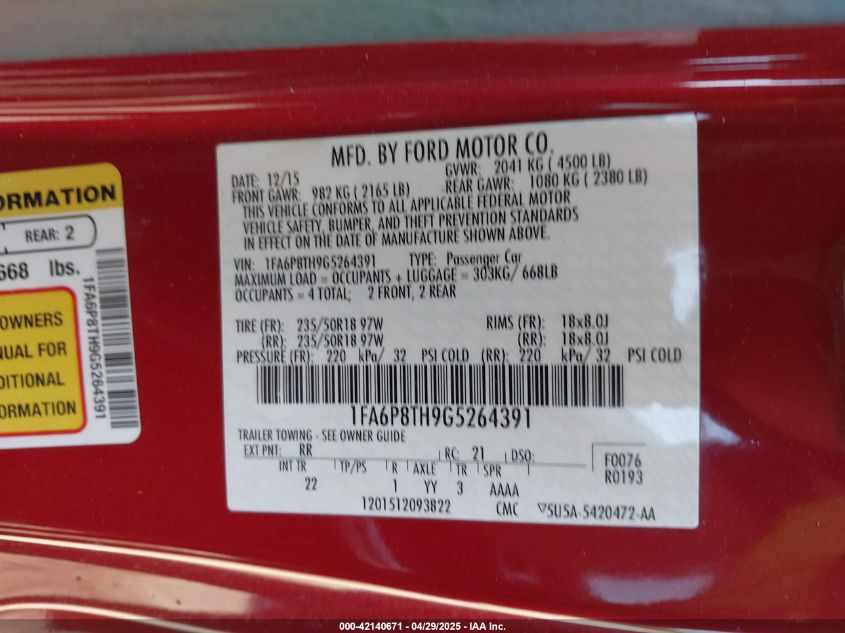 ORMATION
REAR: 2
668 lbs.
OWNERS
NUAL FOR
DITIONAL
ORMATION
1FA6P8TH9G5264391
MFD. BY FORD MOTOR CO.
DATE: 12/15 GVWR: 2041 KG ( 4500 LB)
FRONT GAWR: 982 KG ( 2165 LB) REAR GAWR: 1080 KG ( 2380 LB)
THIS VEHICLE CONFORMS TO ALL APPLICABLE FEDERAL MOTOR
VEHICLE SAFETY, BUMPER, AND THEFT PREVENTION STANDARDS
IN EFFECT ON THE DATE OF MANUFACTURE SHOWN ABOVE.
VIN: 1FA6P8TH9G5264391 TYPE: Passenger Car
MAXIMUM LOAD = OCCUPANTS + LUGGAGE = 303KG/ 668LB
OCCUPANTS = 4 TOTAL; 2 FRONT, 2 REAR
TIRE (FR): 235/50R18 97W RIMS (FR): 18x8.0J
(RR): 235/50R18 97W (RR): 18x8.0J
PRESSURE (FR): 220 kPa/ 32 PSI COLD (RR): 220 kPa/ 32 PSI COLD
1FA6P8TH9G5264391
TRAILER TOWING - SEE OWNER GUIDE
EXT PNT: RR RC: 21 DSO: F0076
INT TR TP/PS R AXLE TR SPR R0193
22 1 YY 3 AAAA
1201512093822 CMC ▽5U5A-5420472-AA
000-42140671 - 04/29/2025 - IAA Inc.